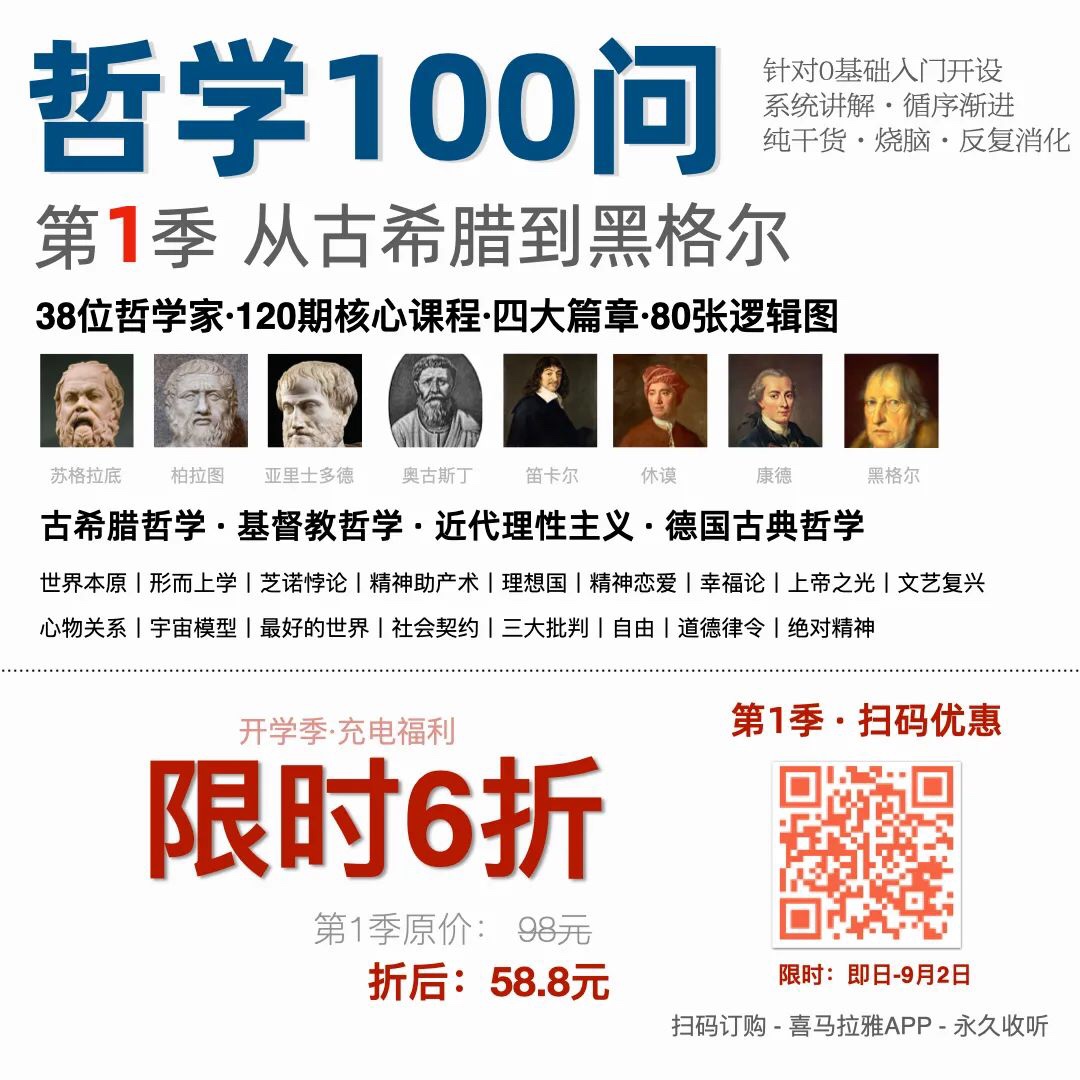 哲学100问
针对0基础入门开设
系统讲解·循序渐进
纯干货·烧脑·反复消化
第1季 从古希腊到黑格尔
38位哲学家·120期核心课程·四大篇章·80张逻辑图
苏格拉底 柏拉图 亚里士多德 奥古斯丁 笛卡尔 休谟 康德 黑格尔
古希腊哲学·基督教哲学·近代理性主义·德国古典哲学
世界本原|形而上学|芝诺悖论|精神助产术|理想国|精神恋爱|幸福论|上帝之光|文艺复兴
心物关系|宇宙模型|最好的世界|社会契约|三大批判|自由|道德律令|绝对精神
开学季·充电福利
限时6折
第1季原价： 98元
折后：58.8元
第1季·扫码优惠
限时：即日-9月2日
扫码订购 - 喜马拉雅APP - 永久收听